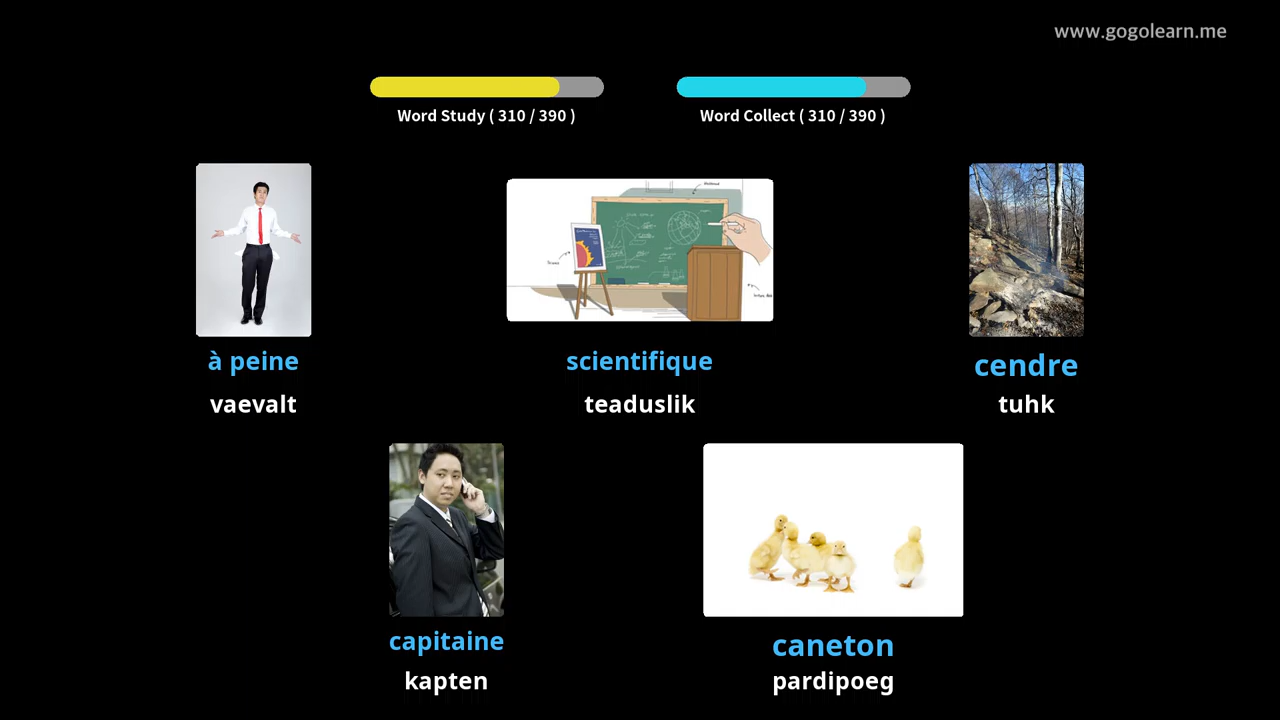 www.gogolearn.me
Word Study ( 310 / 390 )
Word Collect ( 310 / 390 )
à peine
vaevalt
scientifique
teaduslik
cendre
tuhk
capitaine
kapten
caneton
pardipoeg